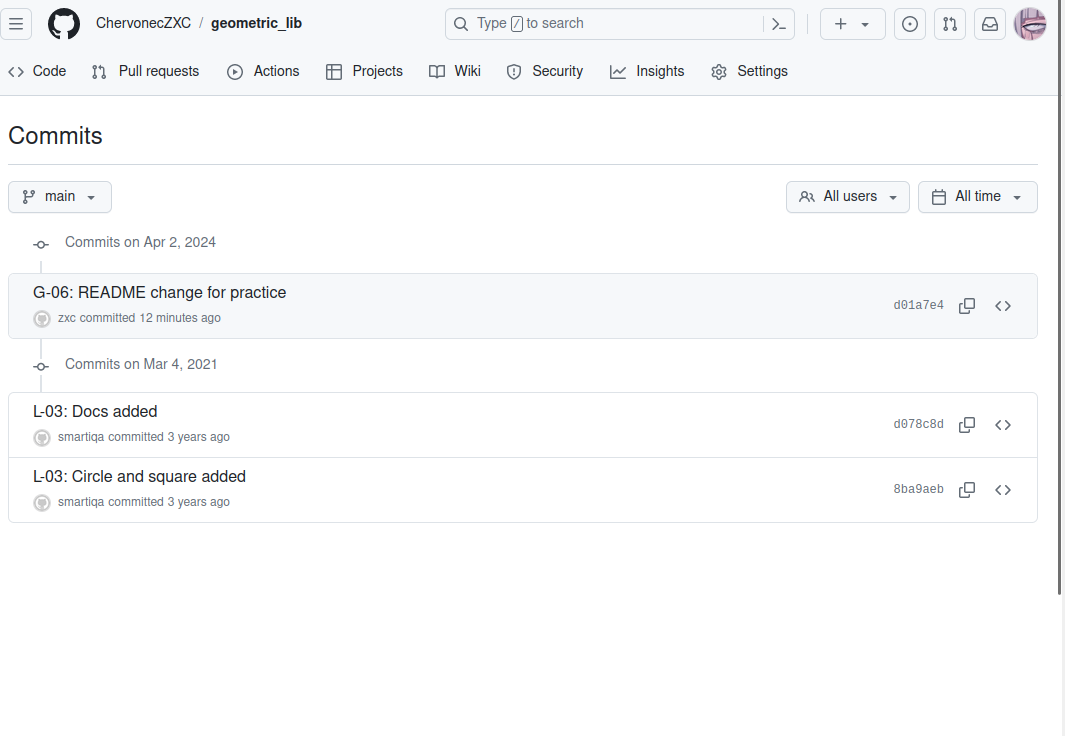 ChervonecZXC / geometric_lib
Type / to search
Code Pull requests Actions Projects Wiki Security Insights Settings
Commits
main All users All time
Commits on Apr 2, 2024
G-06: README change for practice
zxc committed 12 minutes ago
d01a7e4
Commits on Mar 4, 2021
L-03: Docs added
smartiqa committed 3 years ago
d078c8d
L-03: Circle and square added
smartiqa committed 3 years ago
8ba9aeb